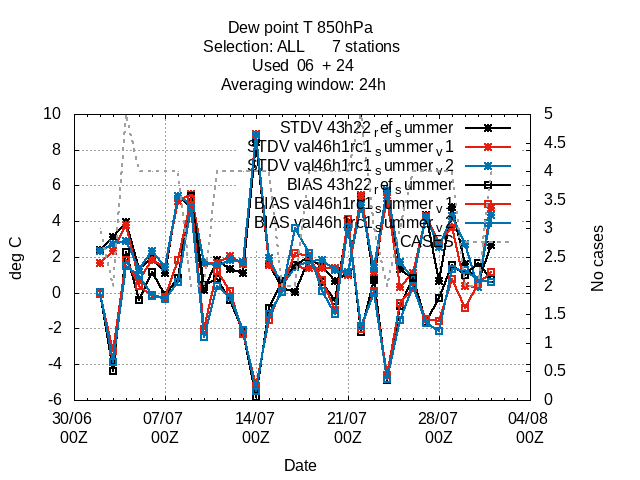 Dew point T 850hPa
Selection: ALL 7 stations
Used 06 + 24
Averaging window: 24h
10
8
6
4
2
0
-2
-4
-6
5
4.5
4
3.5
3
2.5
2
1.5
1
0.5
0
deg C
No cases
STDV 43h22_ref_summer
STDV val46h1rc1_summer_v1
STDV val46h1rc1_summer_v2
BIAS 43h22_ref_summer
BIAS val46h1rc1_summer_v1
BIAS val46h1rc1_summer_v2
CASES
30/06 07/07 14/07 21/07 28/07 04/08
00Z 00Z 00Z 00Z 00Z 00Z
Date